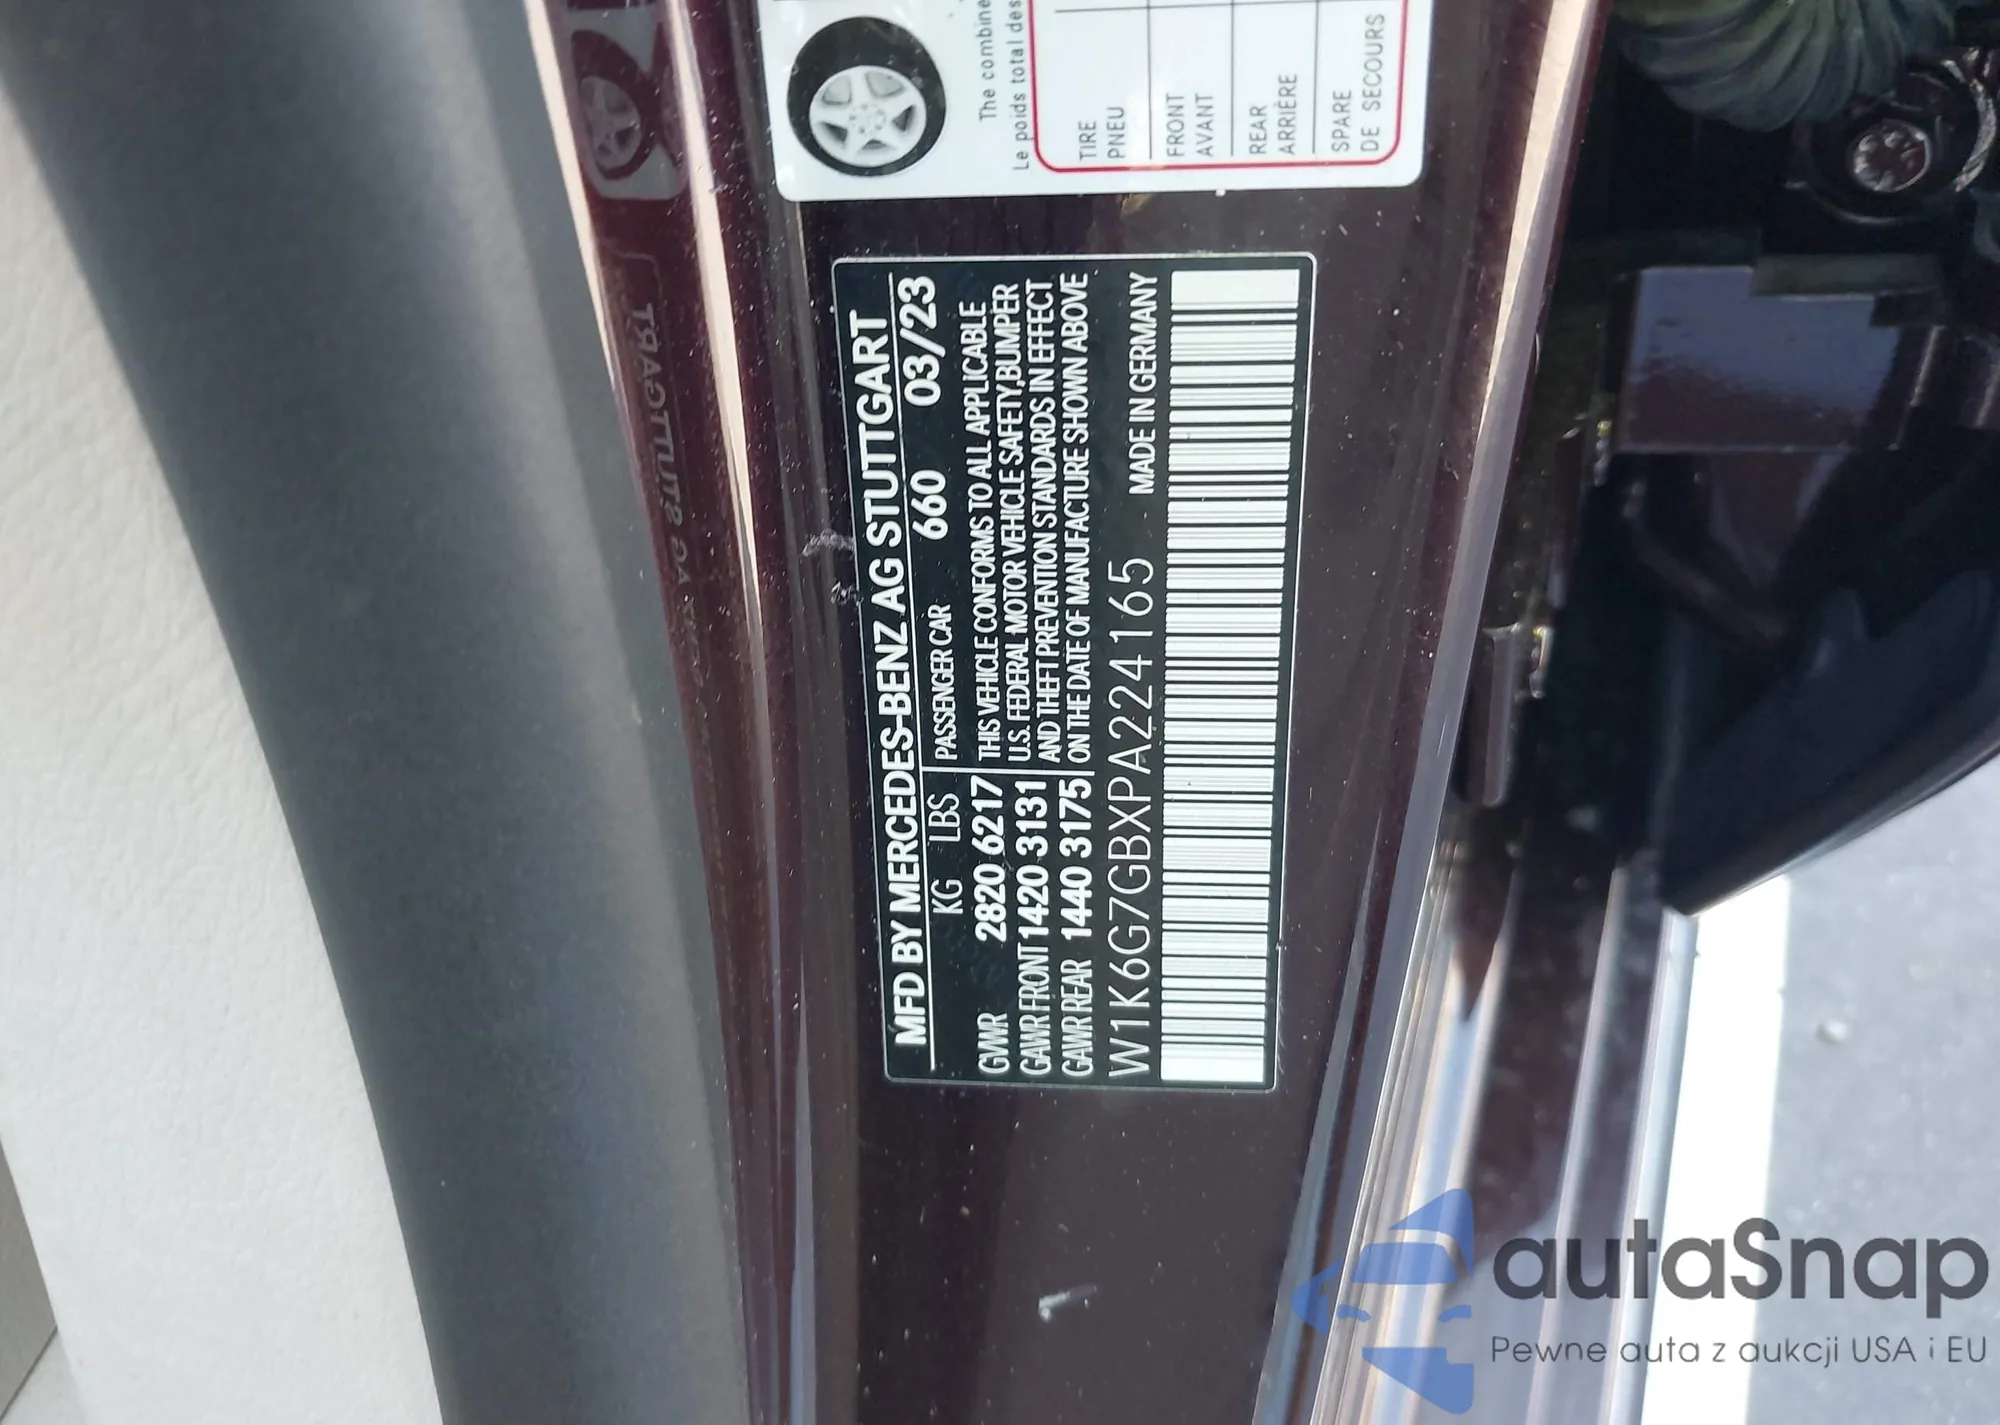 The combine
Le poids total des
TIRE
PNEU
FRONT
AVANT
REAR
ARRIÈRE
SPARE
DE SECOURS
MFD BY MERCEDES-BENZ AG STUTTGART
KG LBS PASSENGER CAR 660 03/23
GVWR 2820 6217 THIS VEHICLE CONFORMS TO ALL APPLICABLE
GAWR FRONT 1420 3131 U.S. FEDERAL MOTOR VEHICLE SAFETY,BUMPER
AND THEFT PREVENTION STANDARDS IN EFFECT
GAWR REAR 1440 3175 ON THE DATE OF MANUFACTURE SHOWN ABOVE
W1K6G7GBXPA224165 MADE IN GERMANY
autaSnap
Pewne auta z aukcji USA i EU